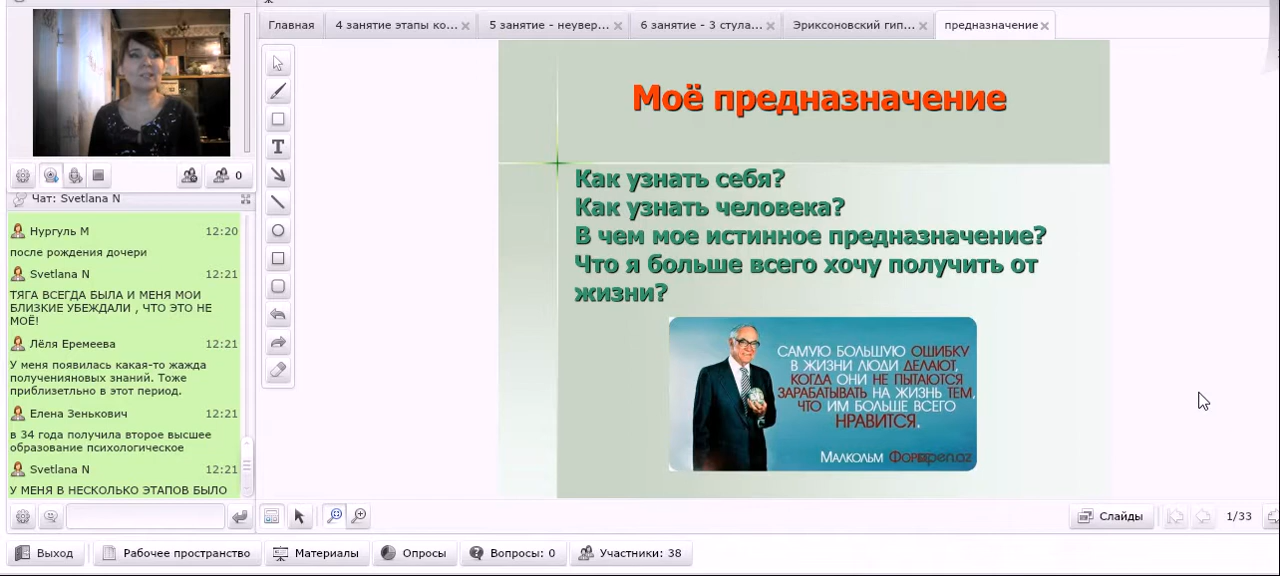 Главная
4 занятие этапы ко...
5 занятие - неувер...
6 занятие - 3 стула...
Эриксоновский гип...
предназначение
0
Чат: Svetlana N
Нургуль М 12:20
после рождения дочери
Svetlana N 12:21
ТЯГА ВСЕГДА БЫЛА И МЕНЯ МОИ
БЛИЗКИЕ УБЕЖДАЛИ , ЧТО ЭТО НЕ
МОЁ!
Лёля Еремеева 12:21
У меня появилась какая-то жажда
полученияновых знаний. Тоже
приблизетльно в этот период.
Елена Зенькович 12:21
в 34 года получила второе высшее
образование психологическое
Svetlana N 12:21
У МЕНЯ В НЕСКОЛЬКО ЭТАПОВ БЫЛО
T
Моё предназначение
Как узнать себя?
Как узнать человека?
В чем мое истинное предназначение?
Что я больше всего хочу получить от
жизни?
САМУЮ БОЛЬШУЮ ОШИБКУ
В ЖИЗНИ ЛЮДИ ДЕЛАЮТ,
КОГДА ОНИ НЕ ПЫТАЮТСЯ
ЗАРАБАТЫВАТЬ НА ЖИЗНЬ ТЕМ,
ЧТО ИМ БОЛЬШЕ ВСЕГО
НРАВИТСЯ.
Малкольм
Слайды
1/33
Выход
Рабочее пространство
Материалы
Опросы
Вопросы: 0
Участники: 38